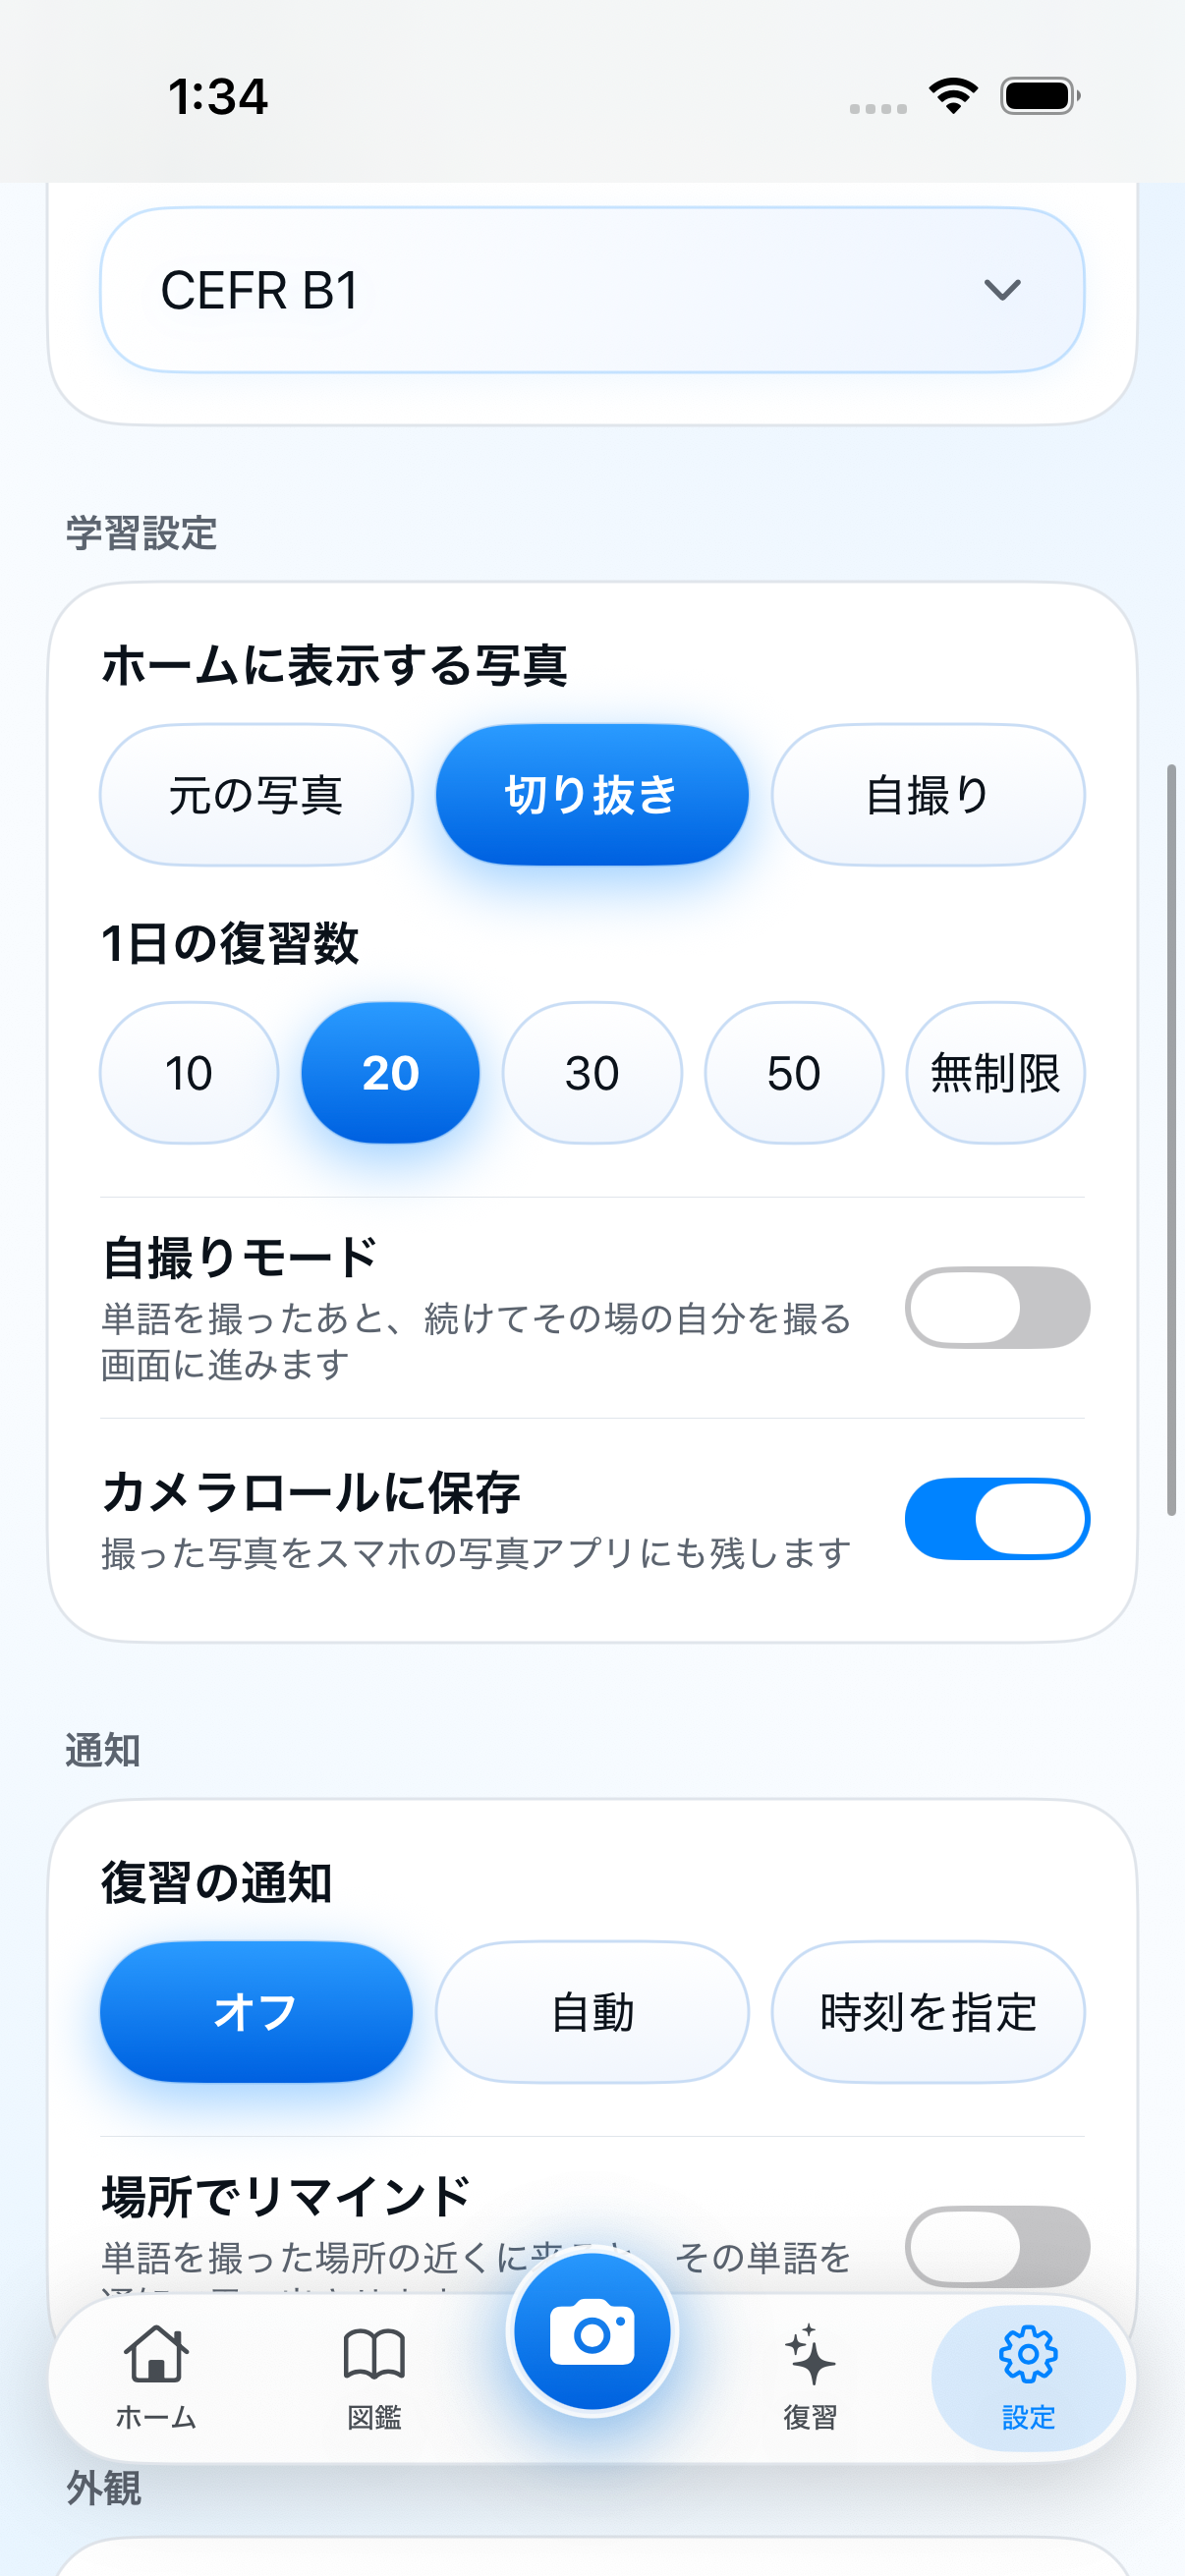 1:34
CEFR B1
学習設定
ホームに表示する写真
元の写真
切り抜き
自撮り
1日の復習数
10
20
30
50
無制限
自撮りモード
単語を撮ったあと、続けてその場の自分を撮る
画面に進みます
カメラロールに保存
撮った写真をスマホの写真アプリにも残します
通知
復習の通知
オフ
自動
時刻を指定
場所でリマインド
単語を撮った場所の近くに その単語を
ホーム
図鑑
復習
設定
外観